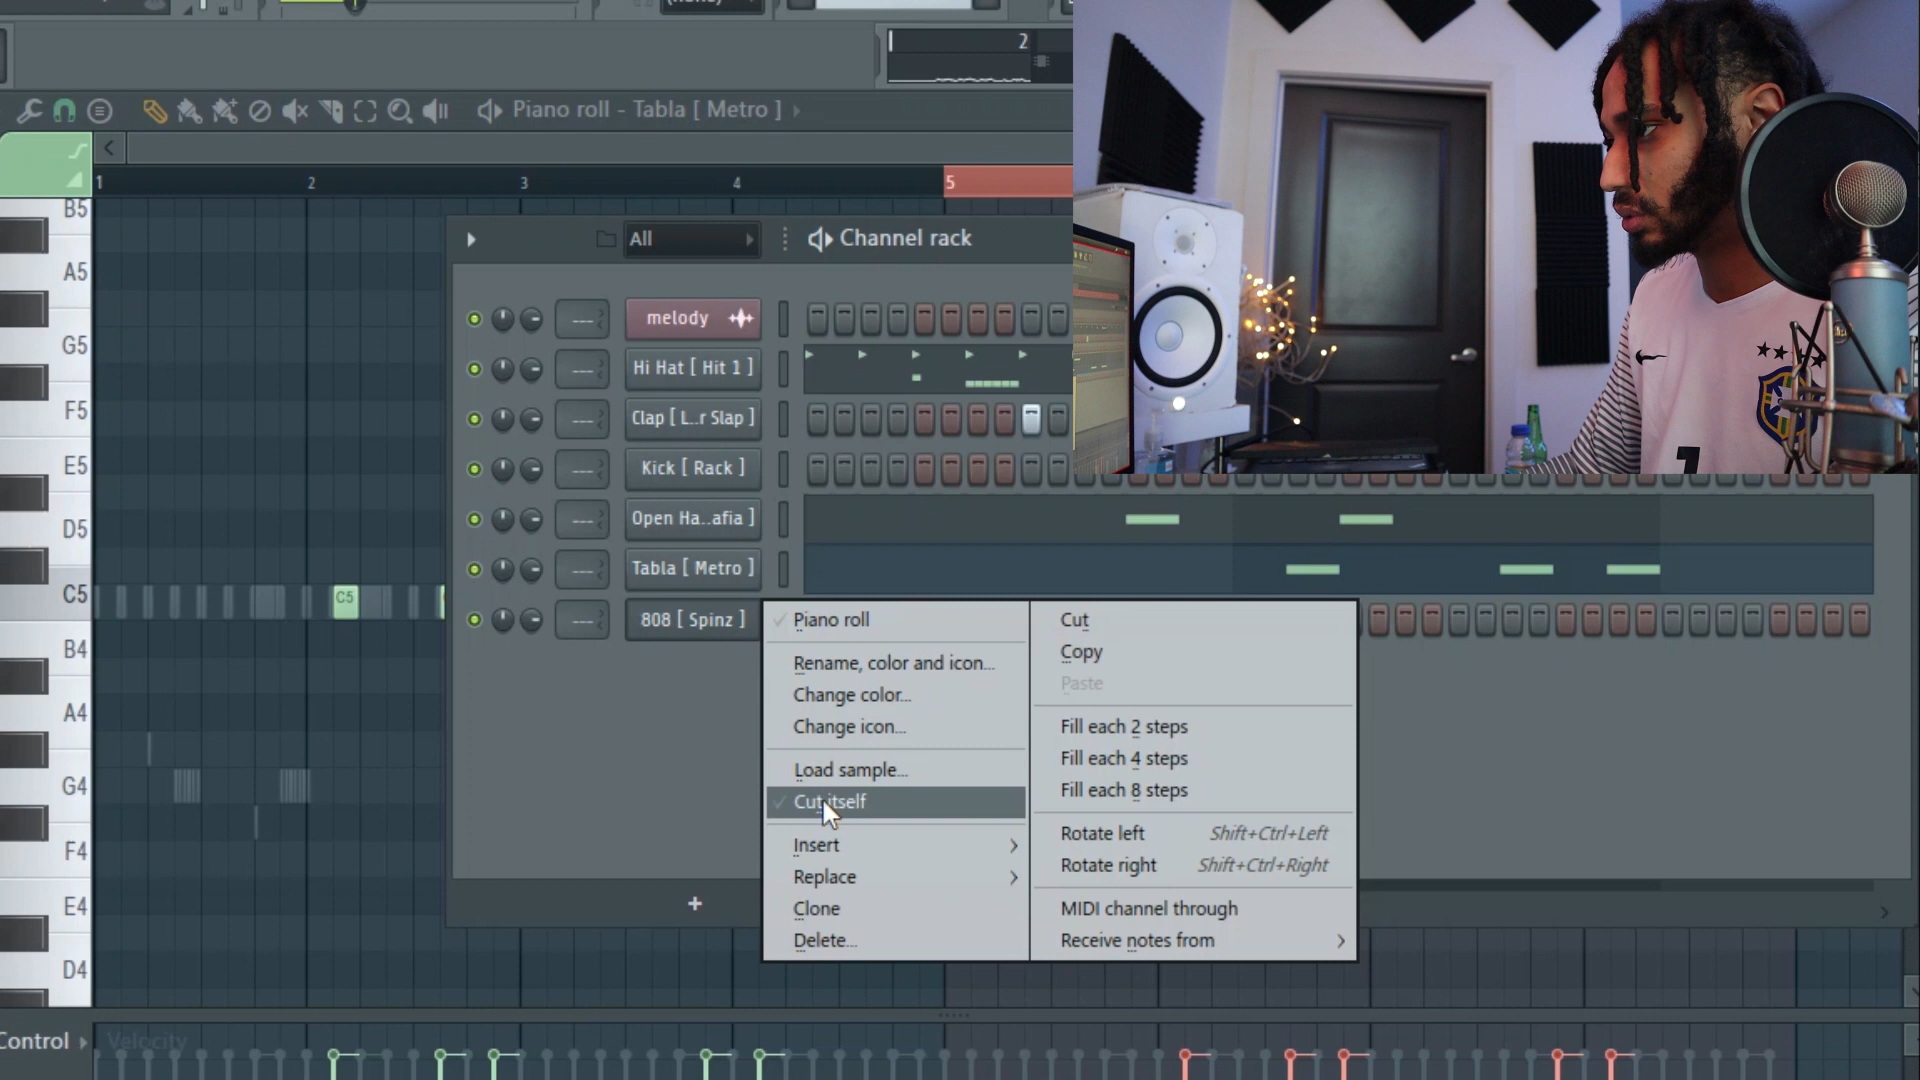 2
Piano roll - Tabla [ Metro ]
1 2 3 4 5
B5
A5
G5
F5
E5
D5
C5
B4
A4
G4
F4
E4
D4
C5
All
Channel rack
melody
Hi Hat [ Hit 1 ]
Clap [ L..r Slap ]
Kick [ Rack ]
Open Ha..afia ]
Tabla [ Metro ]
808 [ Spinz ]
+
Piano roll
Rename, color and icon...
Change color...
Change icon...
Load sample...
Cut itself
Insert
Replace
Clone
Delete...
Cut
Copy
Paste
Fill each 2 steps
Fill each 4 steps
Fill each 8 steps
Rotate left Shift+Ctrl+Left
Rotate right Shift+Ctrl+Right
MIDI channel through
Receive notes from
Control
Velocity